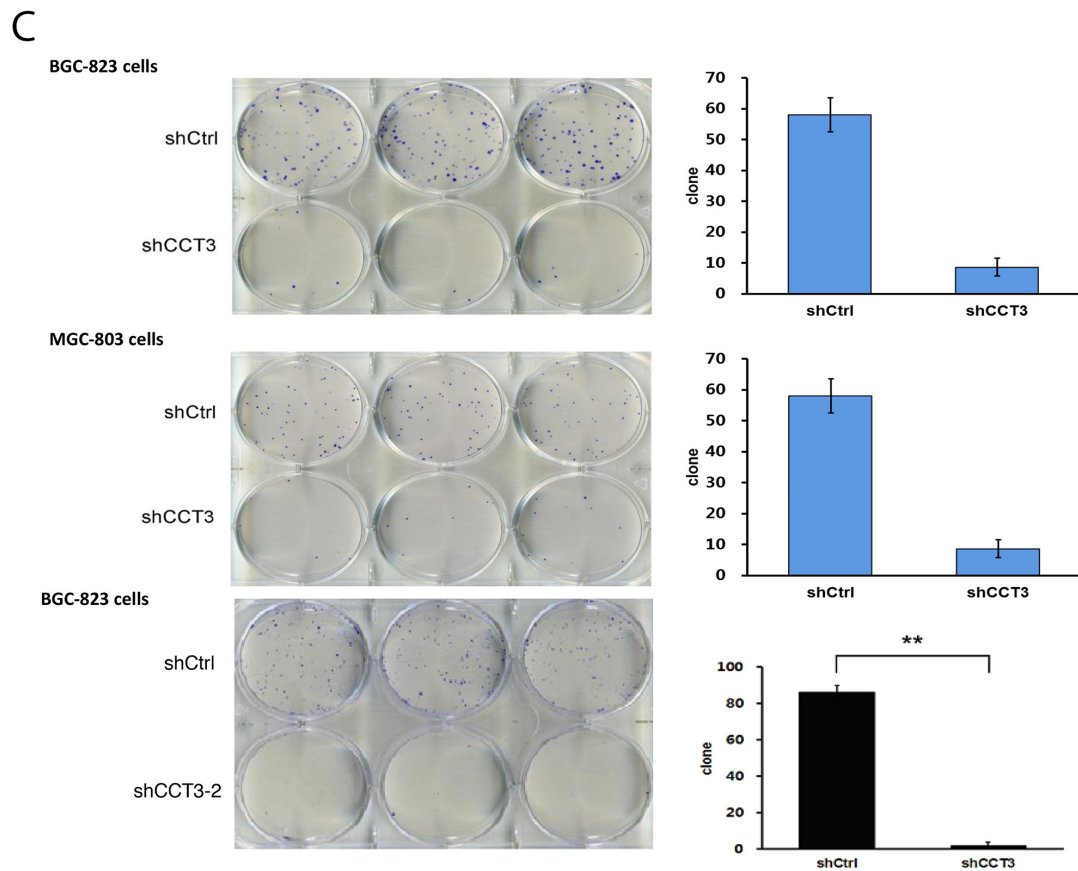 C
BGC-823 cells
shCtrl
shCCT3
70
60
50
40
30
20
10
0
clone
shCtrl
shCCT3
MGC-803 cells
shCtrl
shCCT3
70
60
50
40
30
20
10
0
clone
shCtrl
shCCT3
BGC-823 cells
shCtrl
shCCT3-2
**
100
80
60
40
20
0
clone
shCtrl
shCCT3